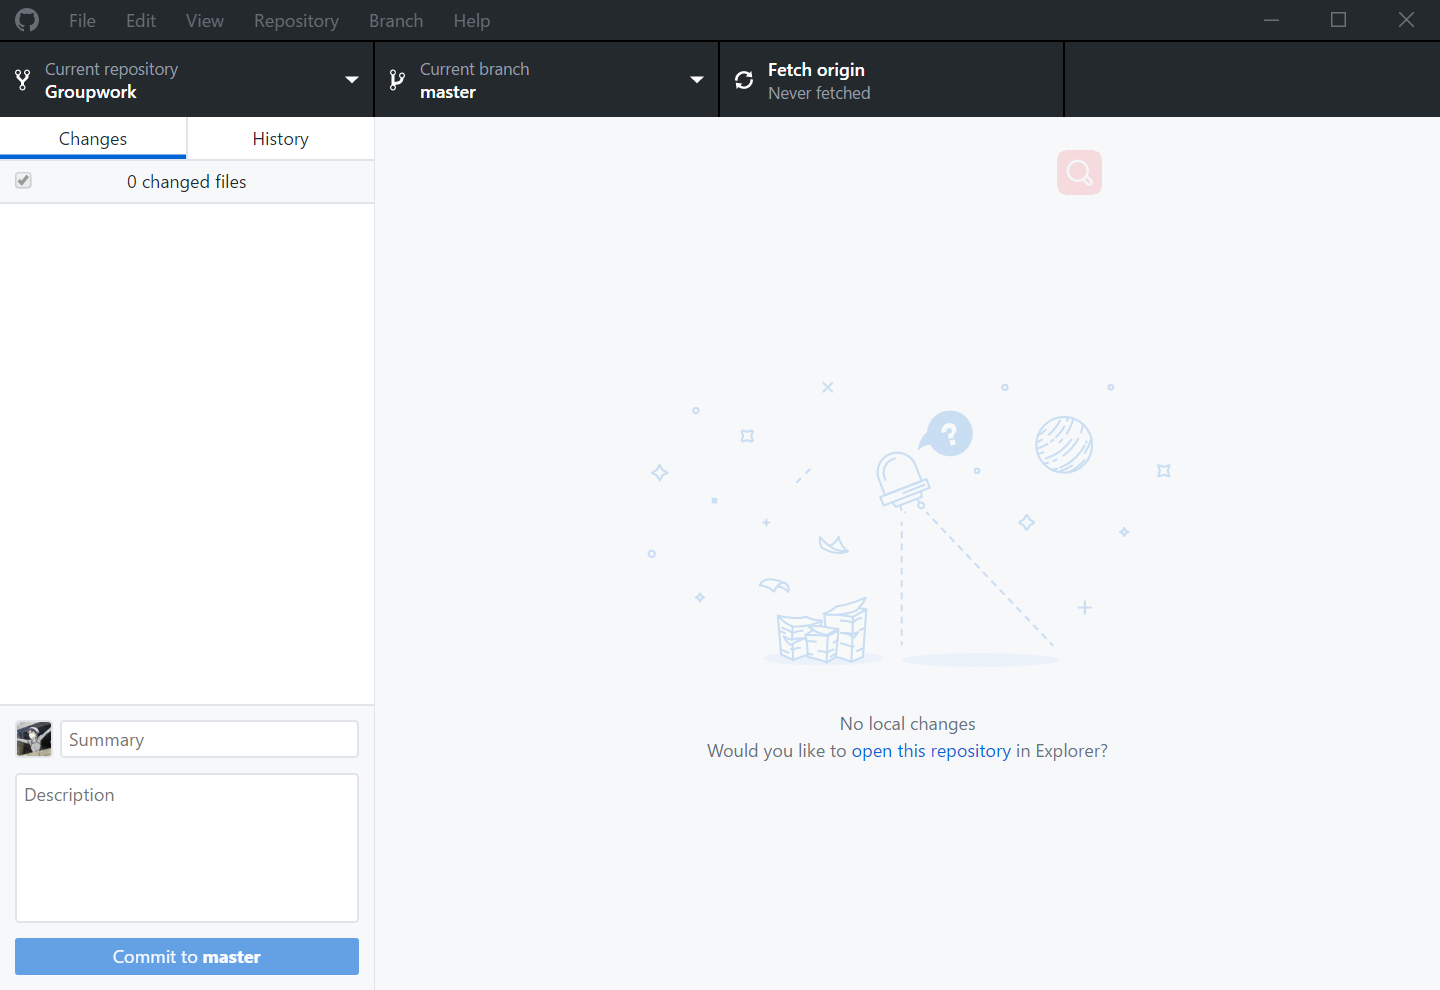 File Edit View Repository Branch Help
Current repository
Groupwork
Current branch
master
Fetch origin
Never fetched
Changes
History
0 changed files
?
No local changes
Would you like to open this repository in Explorer?
Summary
Description
Commit to master